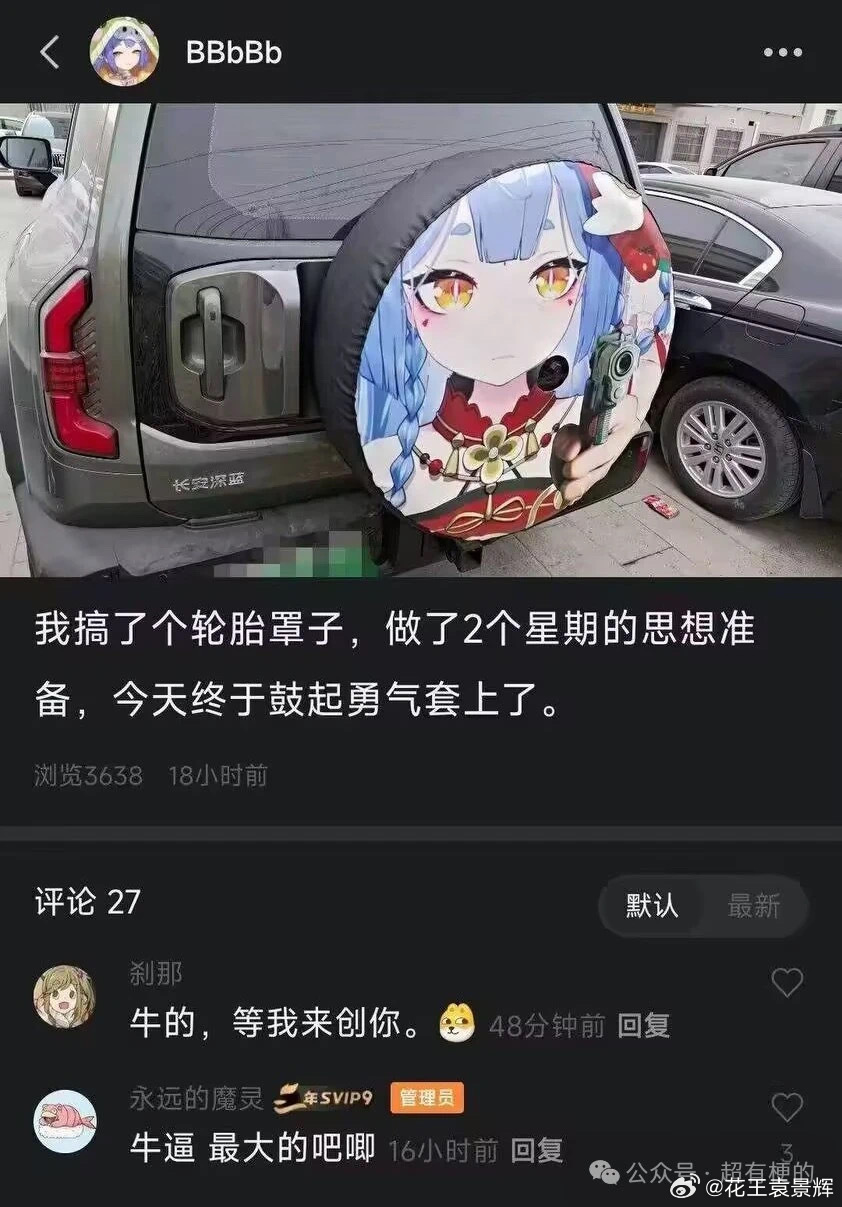 BBbBb
长安深蓝
我搞了个轮胎罩子，做了2个星期的思想准
备，今天终于鼓起勇气套上了。
浏览3638 18小时前
评论 27
默认 最新
刹那
牛的，等我来创你。 48分钟前 回复
永远的魔灵 年SVIP9 管理员
牛逼 最大的吧唧 16小时前 回复
3
公众号 · 超有梗的
@花王袁景辉